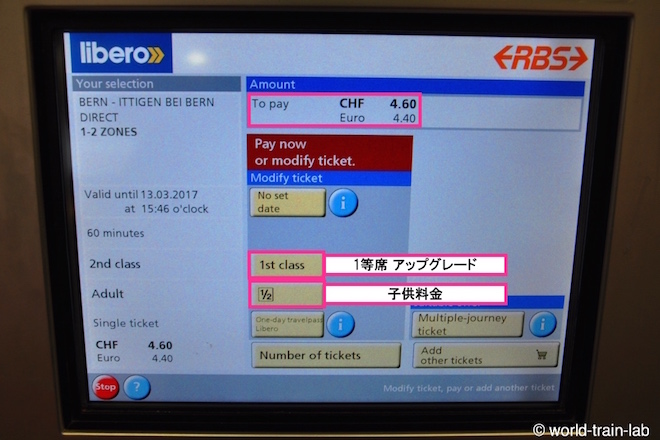 libero
RBS
Your selection
BERN - ITTIGEN BEI BERN
DIRECT
1-2 ZONES
Valid until 13.03.2017
at 15:46 o'clock
60 minutes
2nd class
Adult
Single ticket
CHF 4.60
Euro 4.40
Amount
To pay CHF 4.60
Euro 4.40
Pay now
or modify ticket.
Modify ticket
No set
date
i
1st class
1等席 アップグレード
½
子供料金
One-day travelpass
Libero
i
Multiple-journey
ticket
i
Number of tickets
Add
other tickets
Stop
?
Modify ticket, pay or add another ticket
© world-train-lab